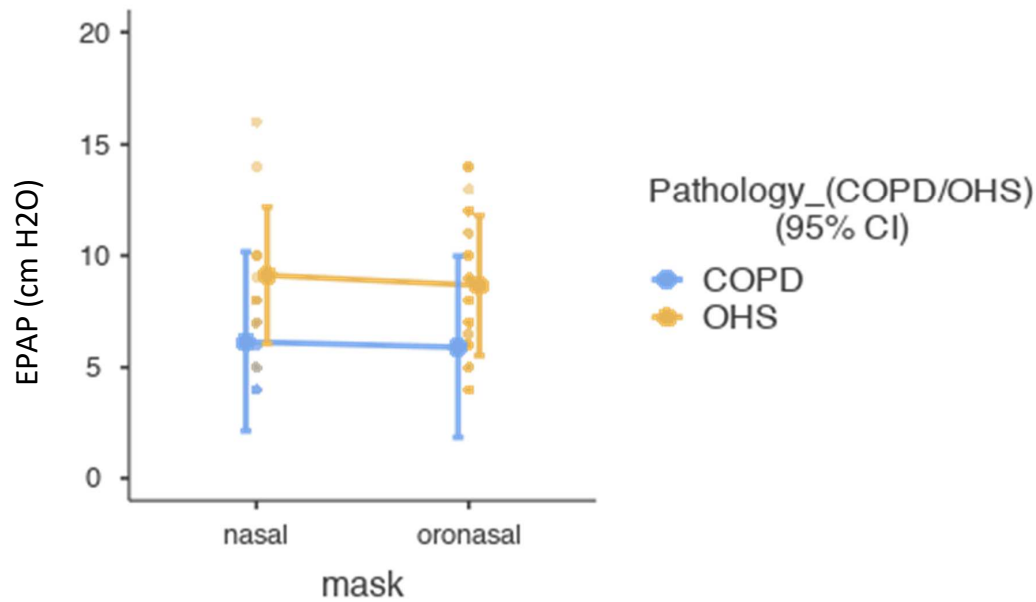 EPAP (cm H2O)
20
15
10
5
0
nasal
oronasal
mask
Pathology_(COPD/OHS)
(95% CI)
COPD
OHS